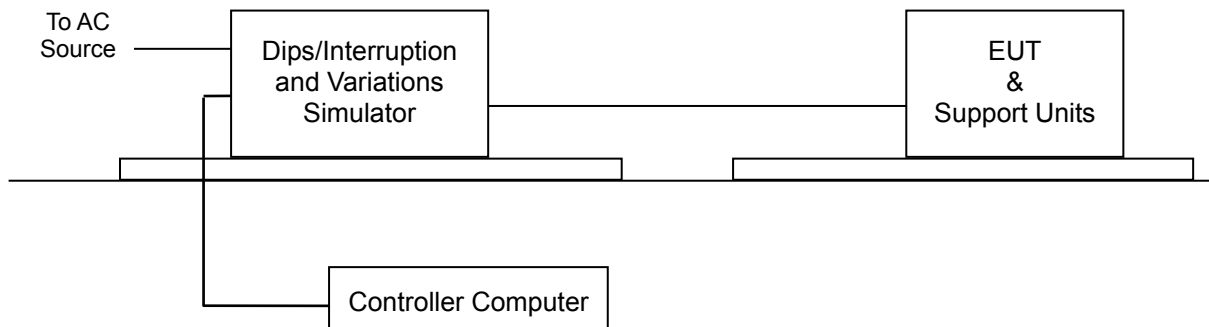 To AC
Source
Dips/Interruption
and Variations
Simulator
EUT
&
Support Units
Controller Computer